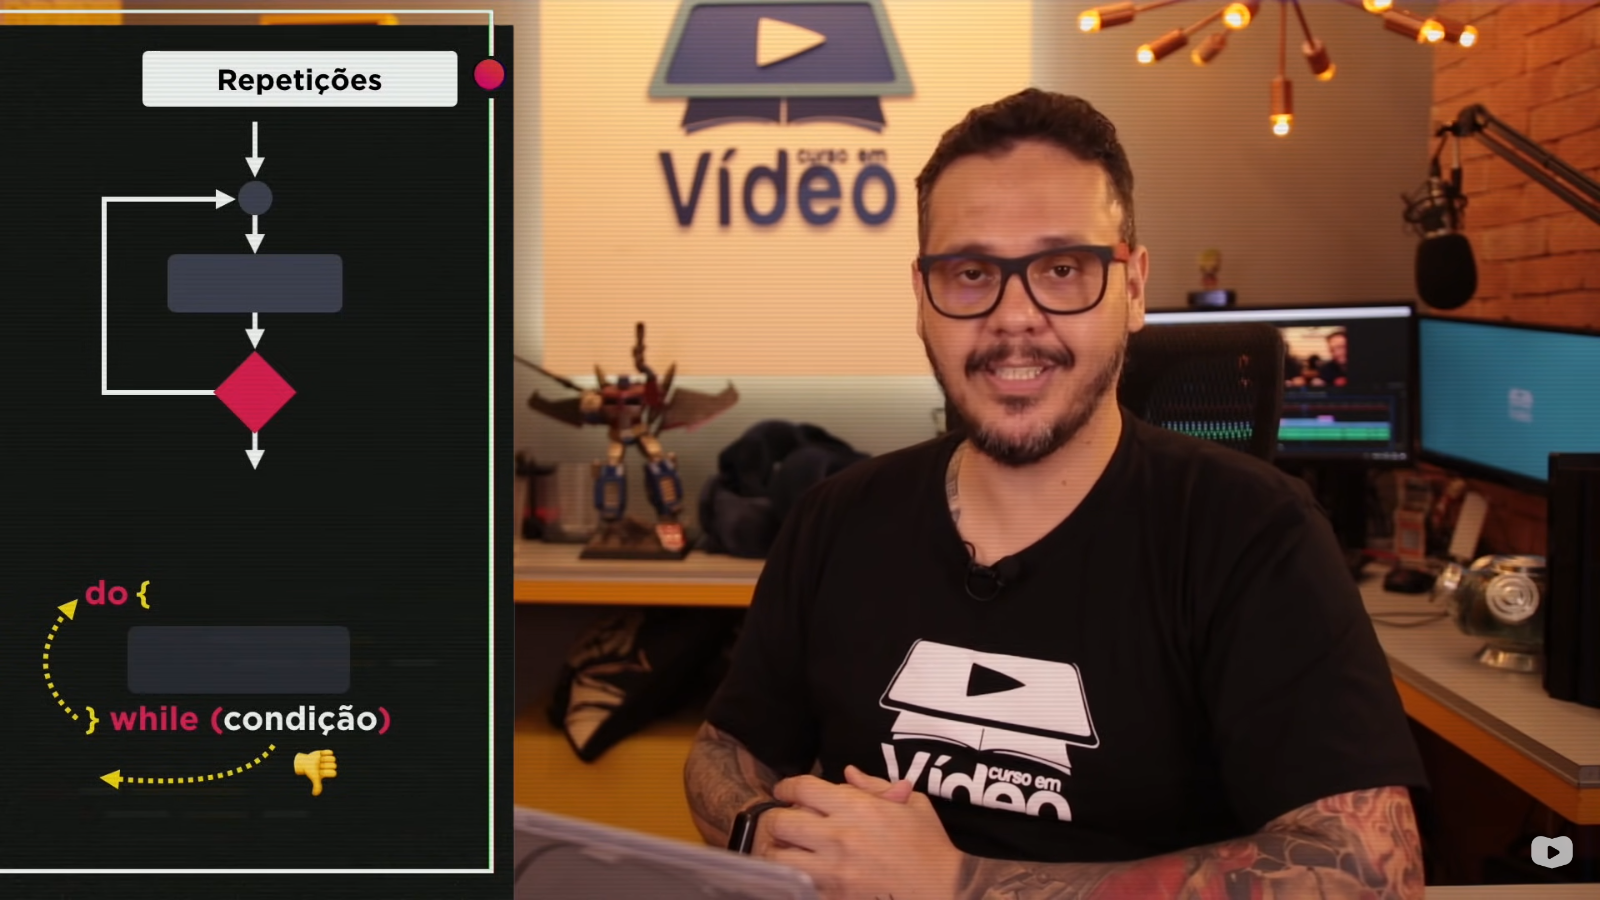 Repetições
do {
} while (condição)
curso em
Vídeo
curso em
Vídeo